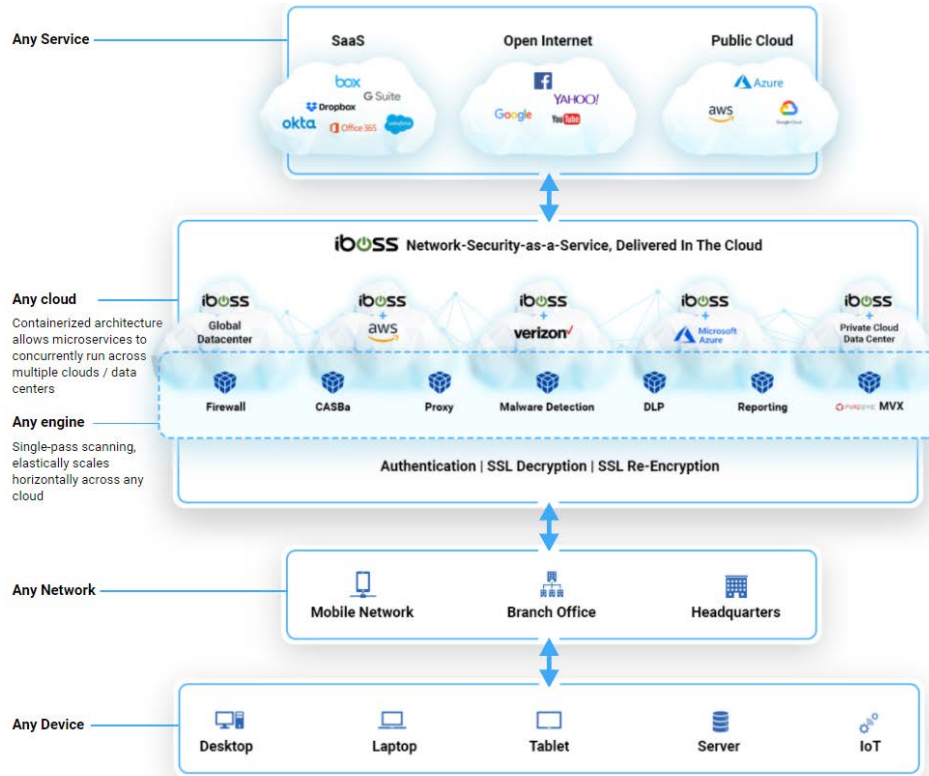 Any Service
SaaS
Open Internet
Public Cloud
box
G Suite
Dropbox
okta
Office 365
salesforce
f
YAHOO!
Google
YouTube
Azure
aws
Google Cloud
iboss Network-Security-as-a-Service, Delivered In The Cloud
Any cloud
Containerized architecture
allows microservices to
concurrently run across
multiple clouds / data
centers
iboss
+
Global
Datacenter
iboss
+
aws
iboss
+
verizon✓
iboss
+
Microsoft
Azure
iboss
+
Private Cloud
Data Center
Any engine
Single-pass scanning,
elastically scales
horizontally across any
cloud
Firewall
CASBa
Proxy
Malware Detection
DLP
Reporting
FIREEYE MVX
Authentication | SSL Decryption | SSL Re-Encryption
Any Network
Mobile Network
Branch Office
Headquarters
Any Device
Desktop
Laptop
Tablet
Server
IoT